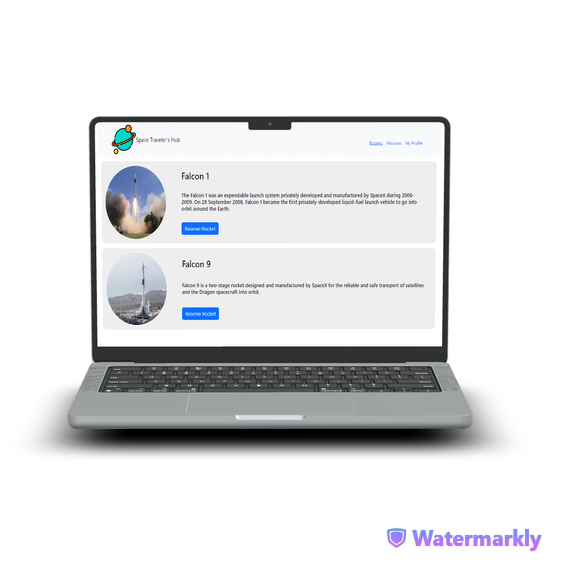 Space Traveler's Hub
Rockets Missions My Profile
Falcon 1
The Falcon 1 was an expendable launch system privately developed and manufactured by SpaceX during 2006-
2009. On 28 September 2008, Falcon 1 became the first privately-developed liquid-fuel launch vehicle to go into
orbit around the Earth.
Reserve Rocket
Falcon 9
Falcon 9 is a two-stage rocket designed and manufactured by SpaceX for the reliable and safe transport of satellites
and the Dragon spacecraft into orbit.
Reserve Rocket
Watermarkly